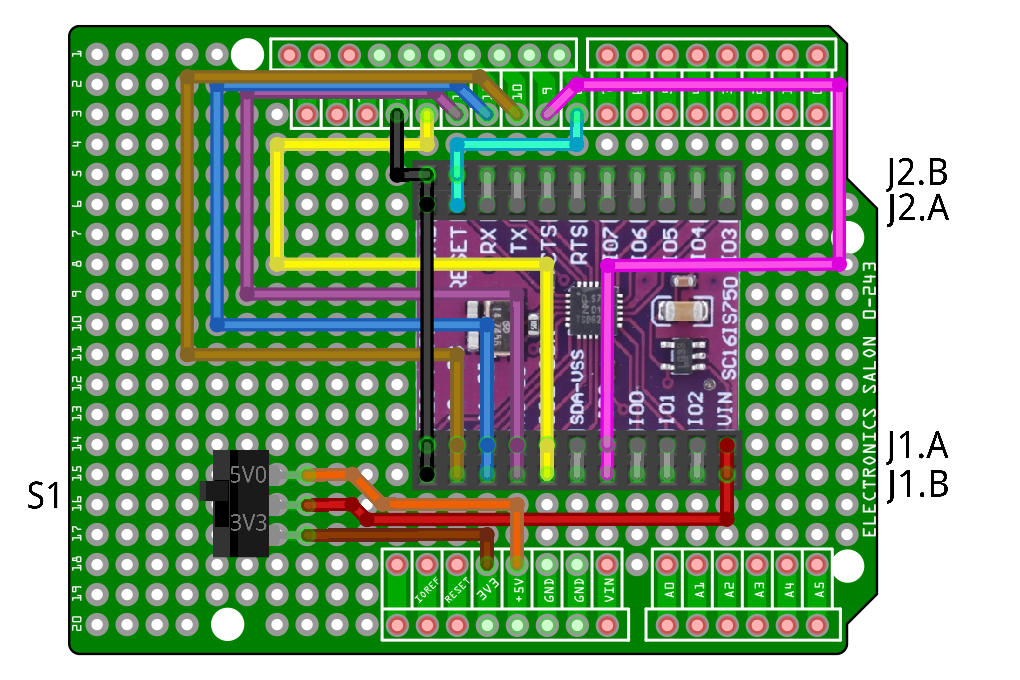 1
2
3
4
5
6
7
8
9
10
11
12
13
14
15
16
17
18
19
20
10
9
J2.B
J2.A
RX
TX
CTS
RTS
IO7
IO6
IO5
IO4
IO3
SC16IS750
SDA-VSS
IO0
IO1
IO2
VIN
J1.A
J1.B
S1
5V0
3V3
IOREF
RESET
3V3
+5V
GND
GND
VIN
A0
A1
A2
A3
A4
A5
ELECTRONICS SALON D-243